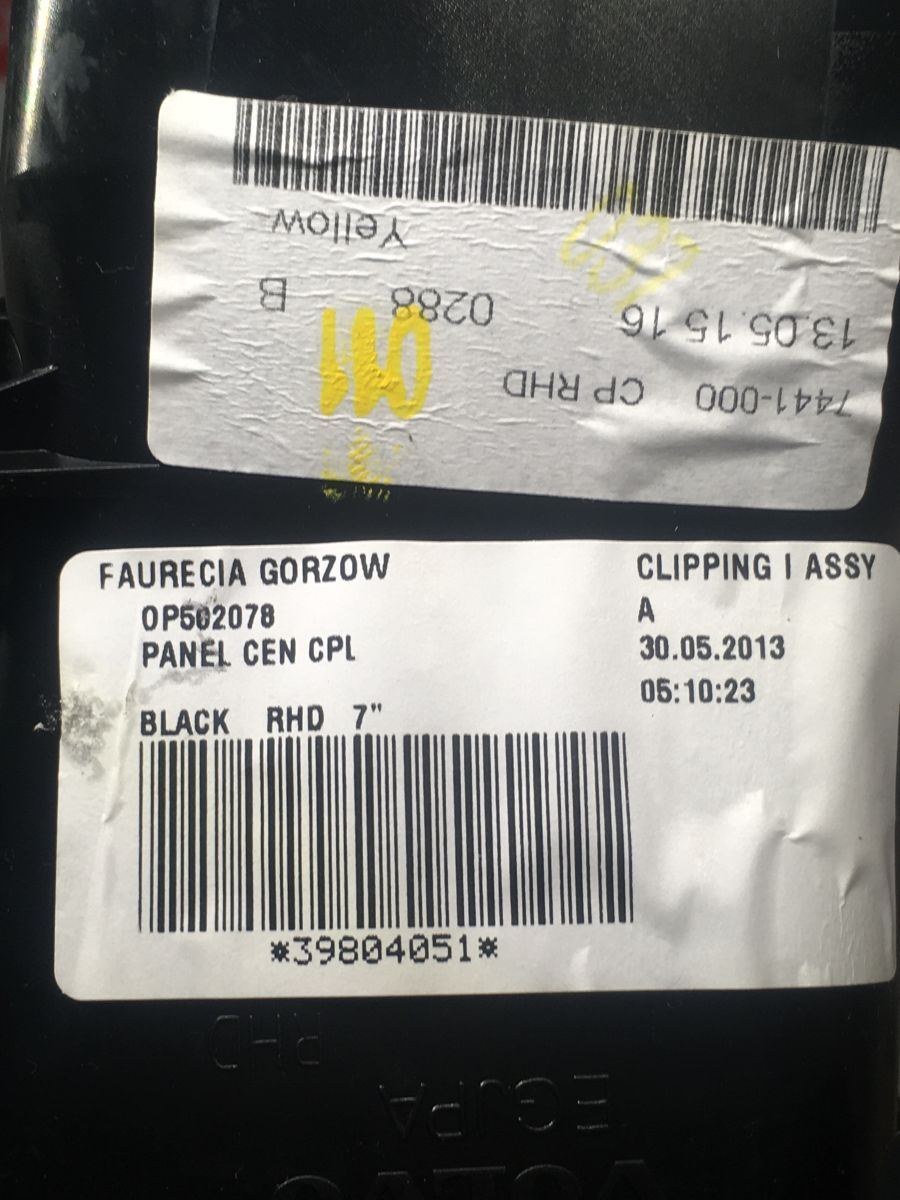 7441-000 CP RHD
13.05.15 16 0288 B
Yellow
FAURECIA GORZOW
OP502078
PANEL CEN CPL
BLACK RHD 7"
CLIPPING I ASSY
A
30.05.2013
05:10:23
*39804051*
RHD
VOLVO